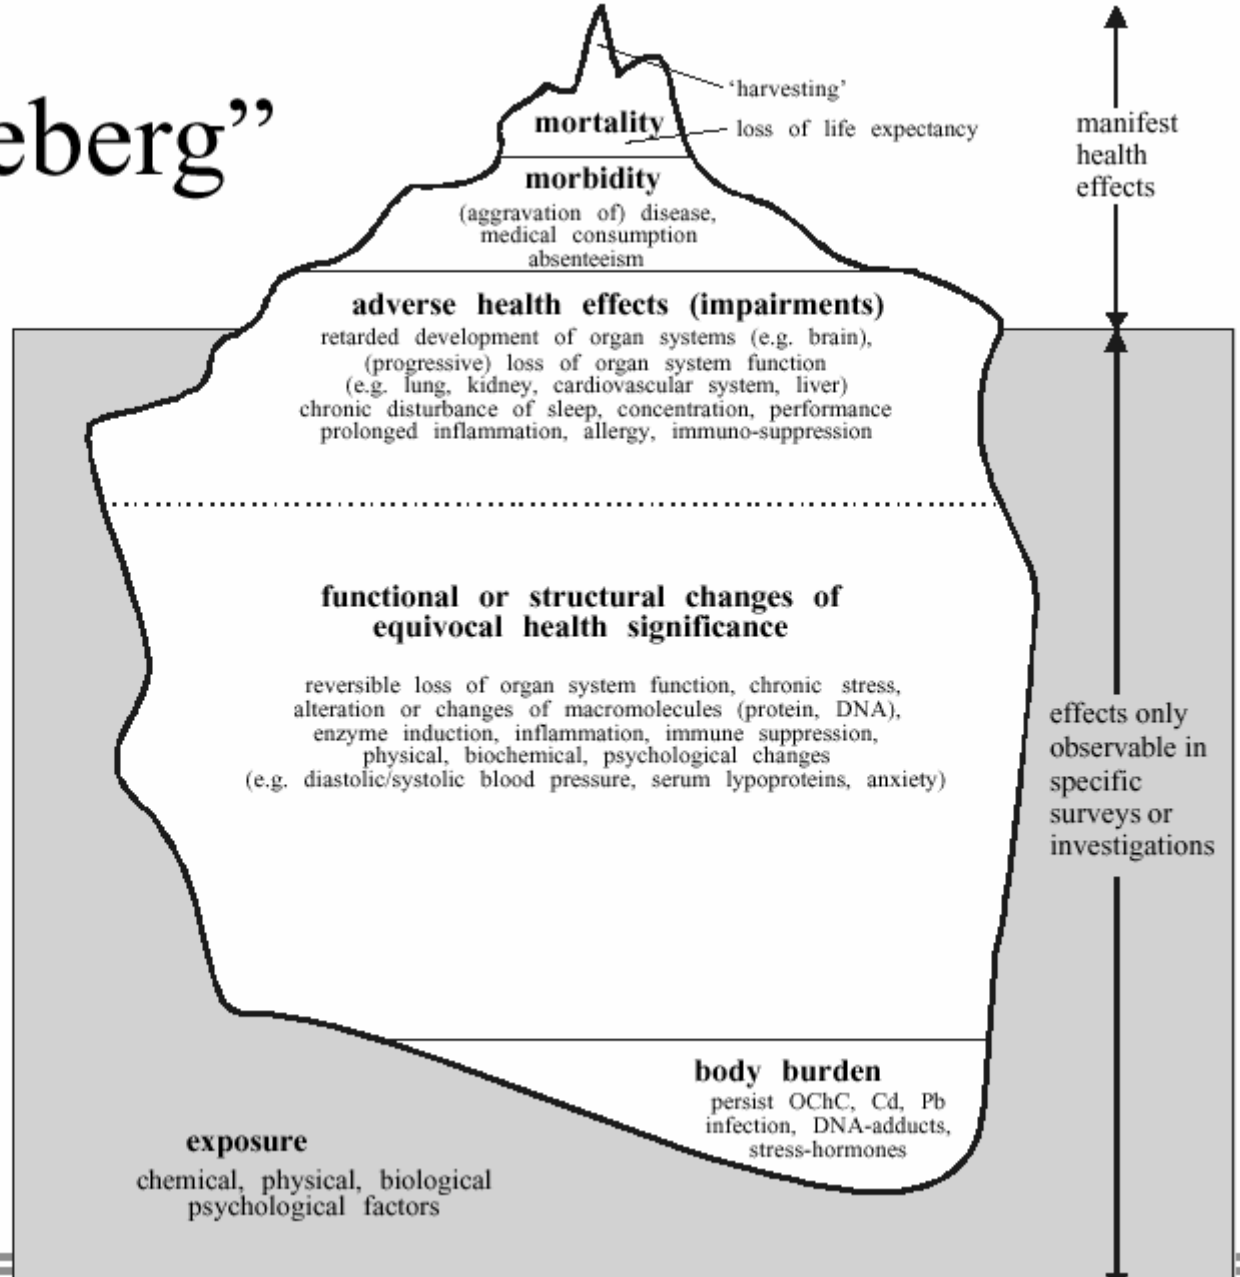 eberg”
‘harvesting’
mortality
loss of life expectancy
morbidity
(aggravation of) disease,
medical consumption
absenteeism
manifest
health
effects
adverse health effects (impairments)
retarded development of organ systems (e.g. brain),
(progressive) loss of organ system function
(e.g. lung, kidney, cardiovascular system, liver)
chronic disturbance of sleep, concentration, performance
prolonged inflammation, allergy, immuno-suppression
functional or structural changes of
equivocal health significance
reversible loss of organ system function, chronic stress,
alteration or changes of macromolecules (protein, DNA),
enzyme induction, inflammation, immune suppression,
physical, biochemical, psychological changes
(e.g. diastolic/systolic blood pressure, serum lypoproteins, anxiety)
effects only
observable in
specific
surveys or
investigations
body burden
persist OChC, Cd, Pb
infection, DNA-adducts,
stress-hormones
exposure
chemical, physical, biological
psychological factors